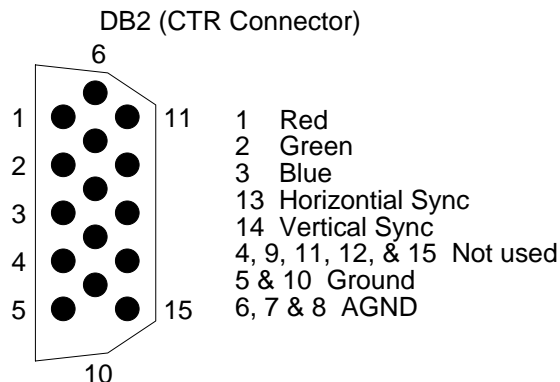 DB2 (CTR Connector)
6
1
11
2
3
4
5
15
10
1 Red
2 Green
3 Blue
13 Horizontial Sync
14 Vertical Sync
4, 9, 11, 12, & 15 Not used
5 & 10 Ground
6, 7 & 8 AGND